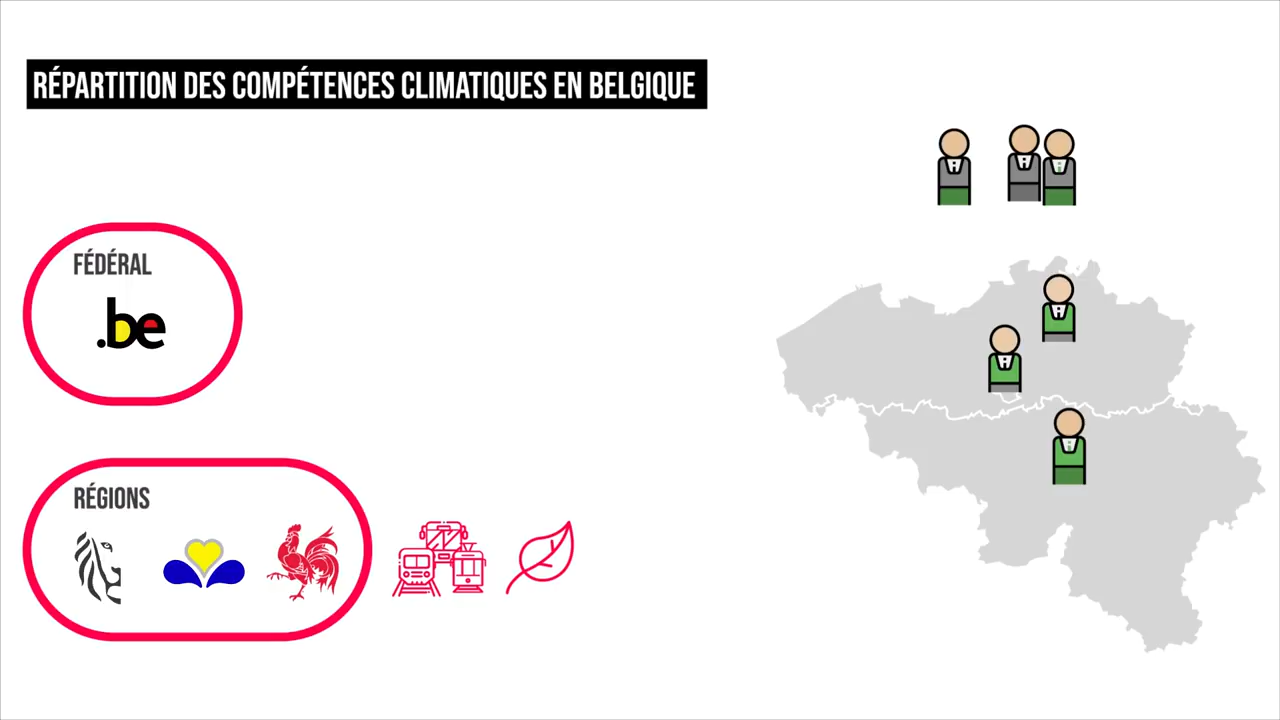 RÉPARTITION DES COMPÉTENCES CLIMATIQUES EN BELGIQUE
FÉDÉRAL
.be
RÉGIONS